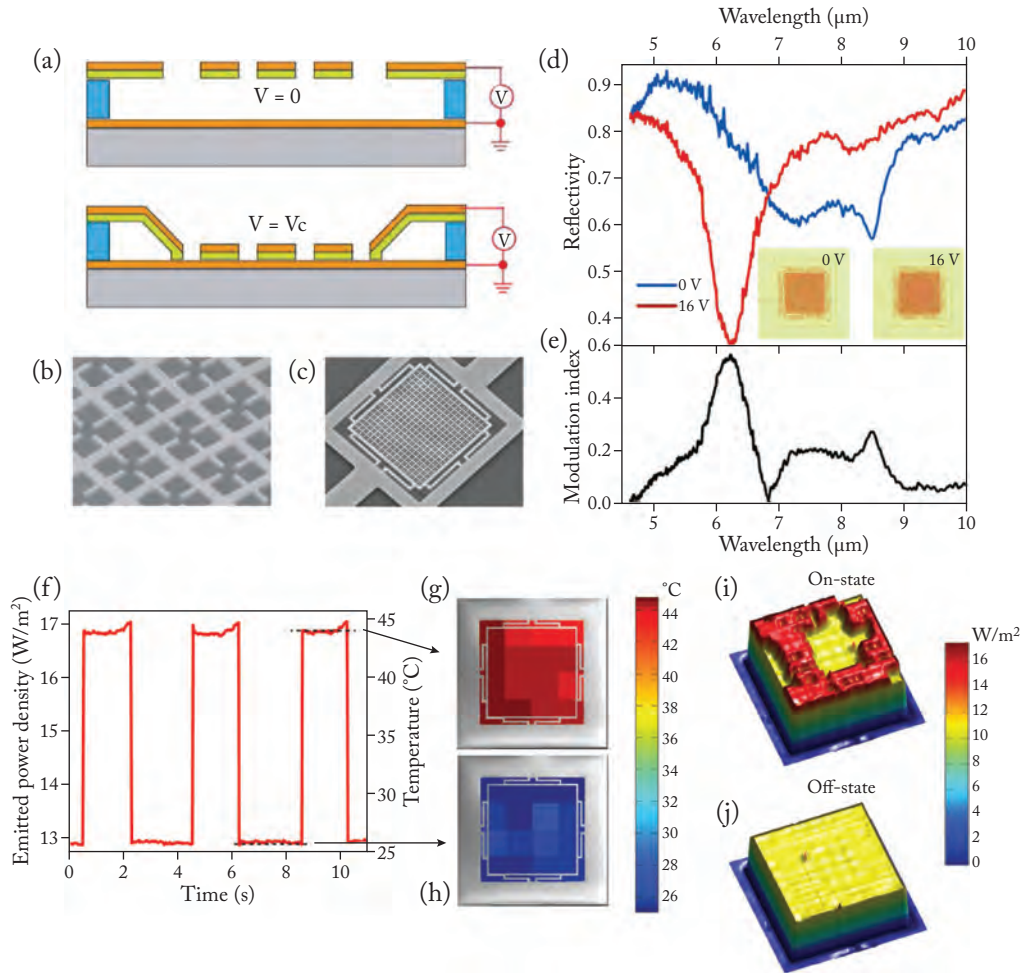 (a)
V = 0
V
V = Vc
V
(b)
(c)
Wavelength (μm)
5 6 7 8 9 10
(d)
0.9
0.8
0.7
0.6
0.5
0.4
Reflectivity
0 V
16 V
0 V
16 V
(e)
0.6
0.4
0.2
0.0
Modulation index
5 6 7 8 9 10
Wavelength (μm)
(f)
17
16
15
14
13
Emitted power density (W/m²)
45
43
35
30
25
Temperature (°C)
0 2 4 6 8 10
Time (s)
(g)
(h)
°C
44
42
40
38
36
34
32
30
28
26
On-state
(i)
Off-state
(j)
W/m²
16
14
12
10
8
6
4
2
0